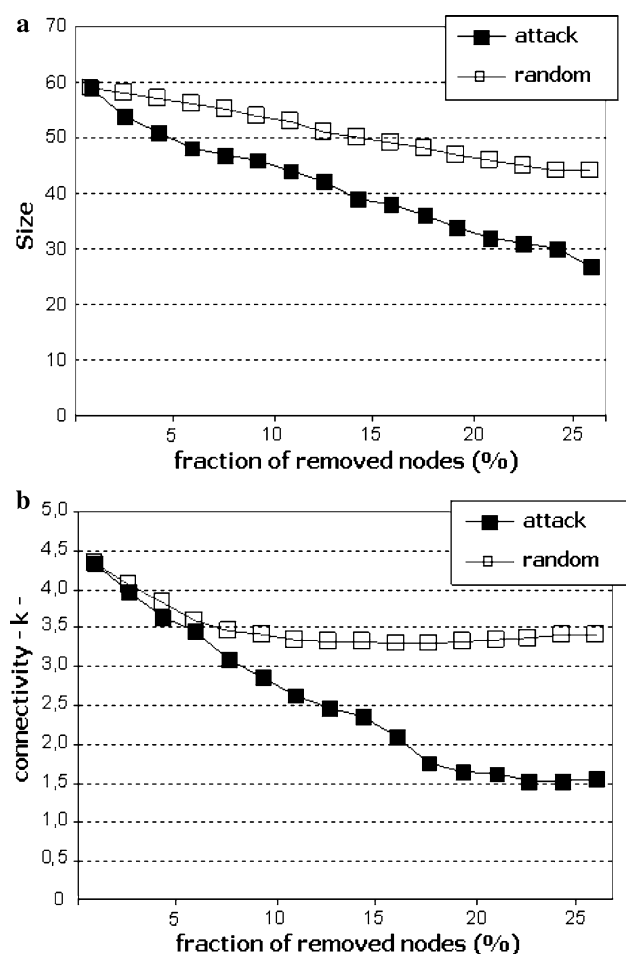 a
attack
random
70
60
50
40
30
20
10
0
Size
5 10 15 20 25
fraction of removed nodes (%)
b
attack
random
5,0
4,5
4,0
3,5
3,0
2,5
2,0
1,5
1,0
0,5
0
connectivity - k -
5 10 15 20 25
fraction of removed nodes (%)